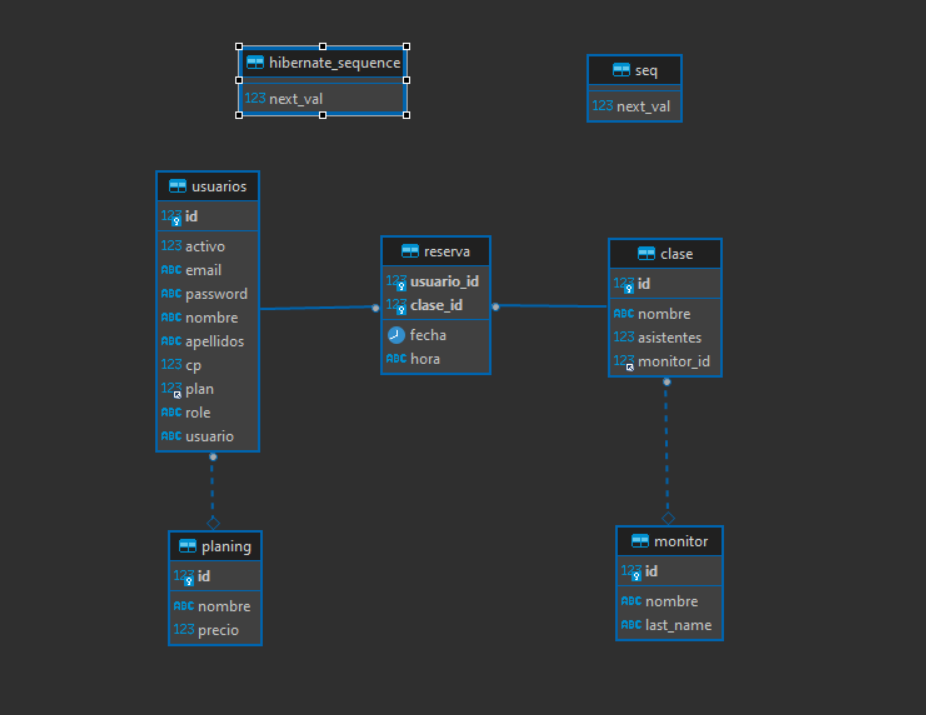 hibernate_sequence
123 next_val
seq
123 next_val
usuarios
123 id
123 activo
ABC email
ABC password
ABC nombre
ABC apellidos
123 cp
123 plan
ABC role
ABC usuario
reserva
123 usuario_id
123 clase_id
fecha
ABC hora
clase
123 id
ABC nombre
123 asistentes
123 monitor_id
planing
123 id
ABC nombre
123 precio
monitor
123 id
ABC nombre
ABC last_name